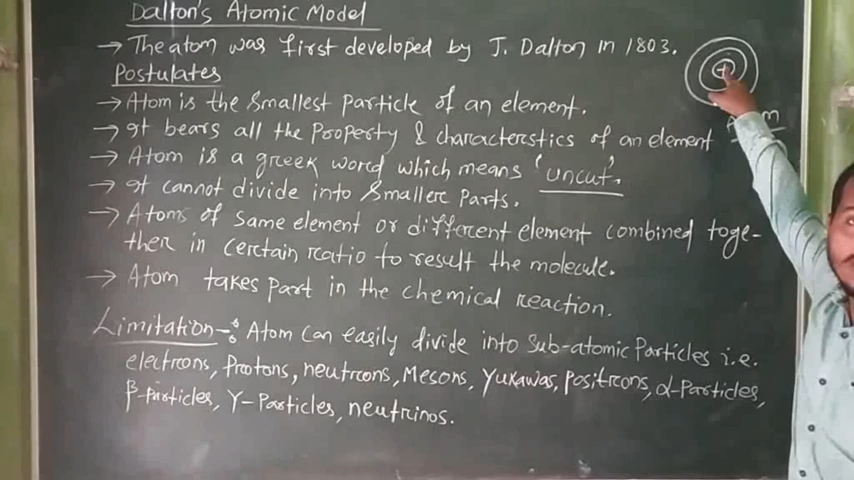 Dalton's Atomic Model
→ The atom was first developed by J. Dalton in 1803.
Postulates
→ Atom is the smallest particle of an element.
→ It bears all the Property & characterstics of an element
→ Atom is a greek word which means 'uncut'.
→ It cannot divide into smaller parts.
→ Atoms of same element or different element combined toge-
ther in certain ratio to result the molecule.
→ Atom takes part in the chemical reaction.
Limitation → Atom can easily divide into sub-atomic particles i.e.
electrons, Protons, neutrons, Mesons, Yukawas, positrons, α-Particles,
β-particles, γ-Particles, neutrinos.
+